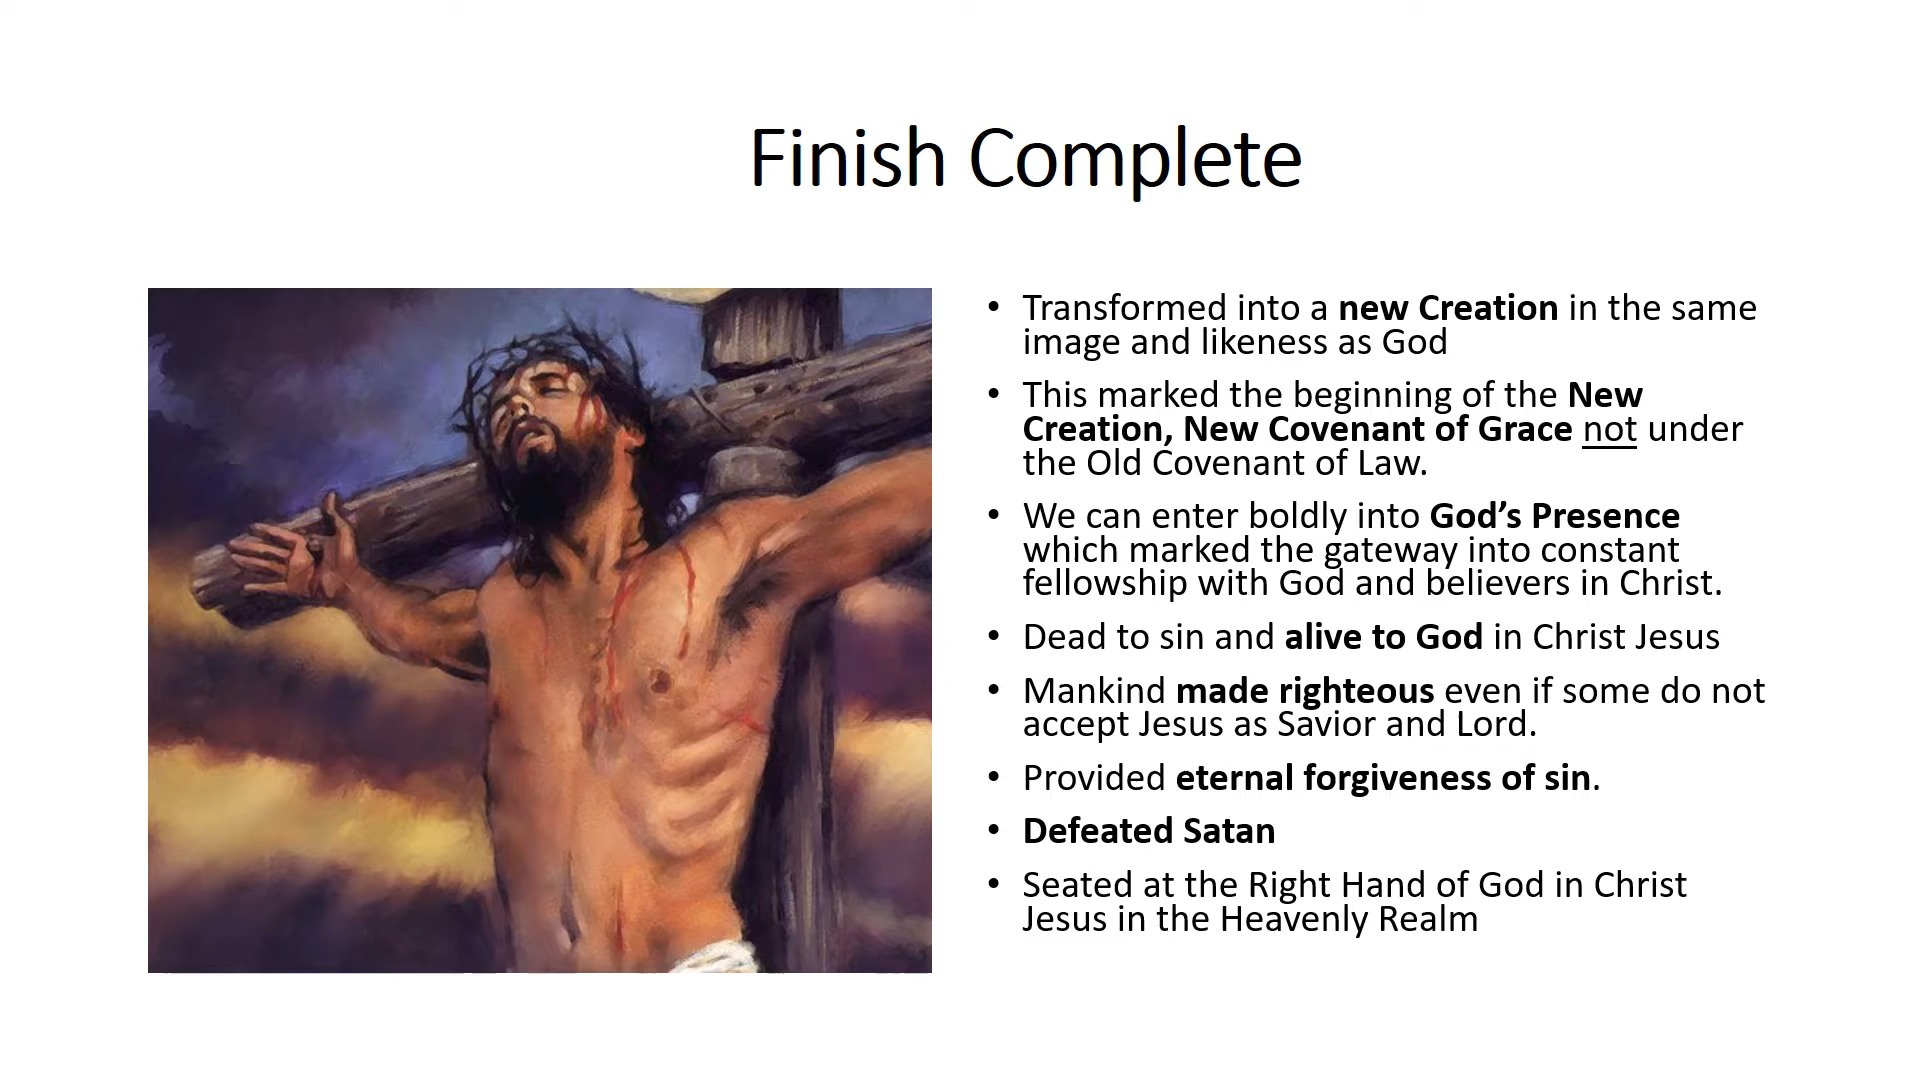 Finish Complete
• Transformed into a new Creation in the same
image and likeness as God
• This marked the beginning of the New
Creation, New Covenant of Grace not under
the Old Covenant of Law.
• We can enter boldly into God’s Presence
which marked the gateway into constant
fellowship with God and believers in Christ.
• Dead to sin and alive to God in Christ Jesus
• Mankind made righteous even if some do not
accept Jesus as Savior and Lord.
• Provided eternal forgiveness of sin.
• Defeated Satan
• Seated at the Right Hand of God in Christ
Jesus in the Heavenly Realm